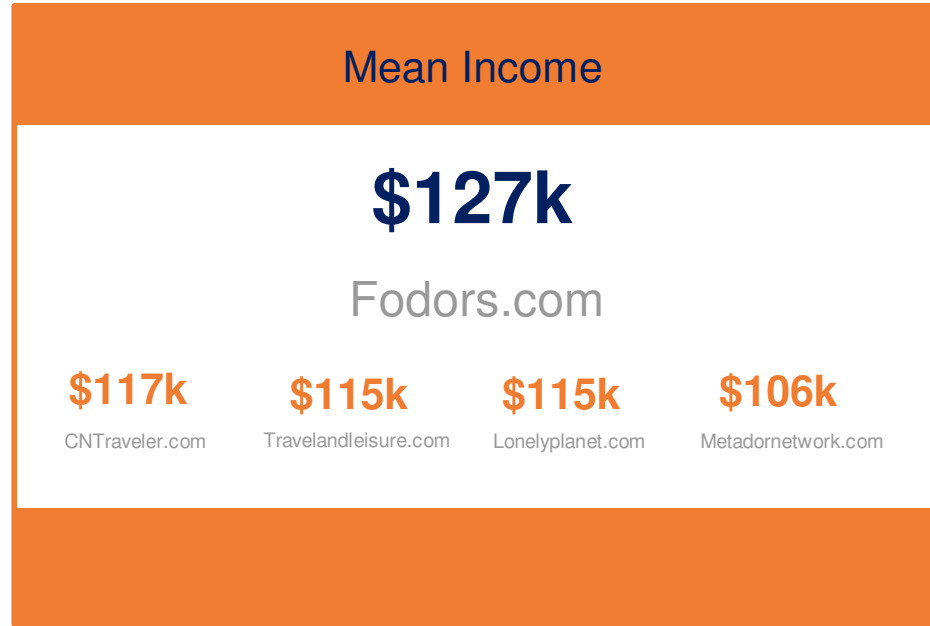 Mean Income
$127k
Fodors.com
$117k $115k $115k $106k
CNTraveler.com Travelandleisure.com Lonelyplanet.com Metadornetwork.com